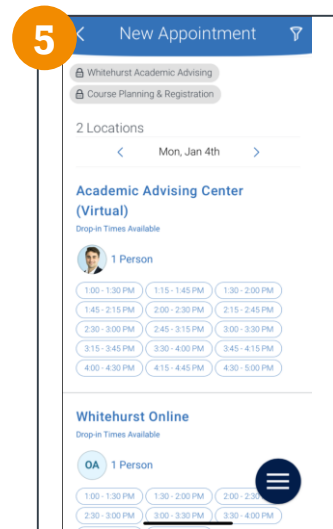 5
New Appointment
Whitehurst Academic Advising
Course Planning & Registration
2 Locations
Mon, Jan 4th
Academic Advising Center
(Virtual)
Drop-in Times Available
1 Person
1:00 - 1:30 PM 1:15 - 1:45 PM 1:30 - 2:00 PM
1:45 - 2:15 PM 2:00 - 2:30 PM 2:15 - 2:45 PM
2:30 - 3:00 PM 2:45 - 3:15 PM 3:00 - 3:30 PM
3:15 - 3:45 PM 3:30 - 4:00 PM 3:45 - 4:15 PM
4:00 - 4:30 PM 4:15 - 4:45 PM 4:30 - 5:00 PM
Whitehurst Online
Drop-in Times Available
OA 1 Person
1:00 - 1:30 PM 1:30 - 2:00 PM 2:00 - 2:30
2:30 - 3:00 PM 3:00 - 3:30 PM 3:30 - 4:00 PM